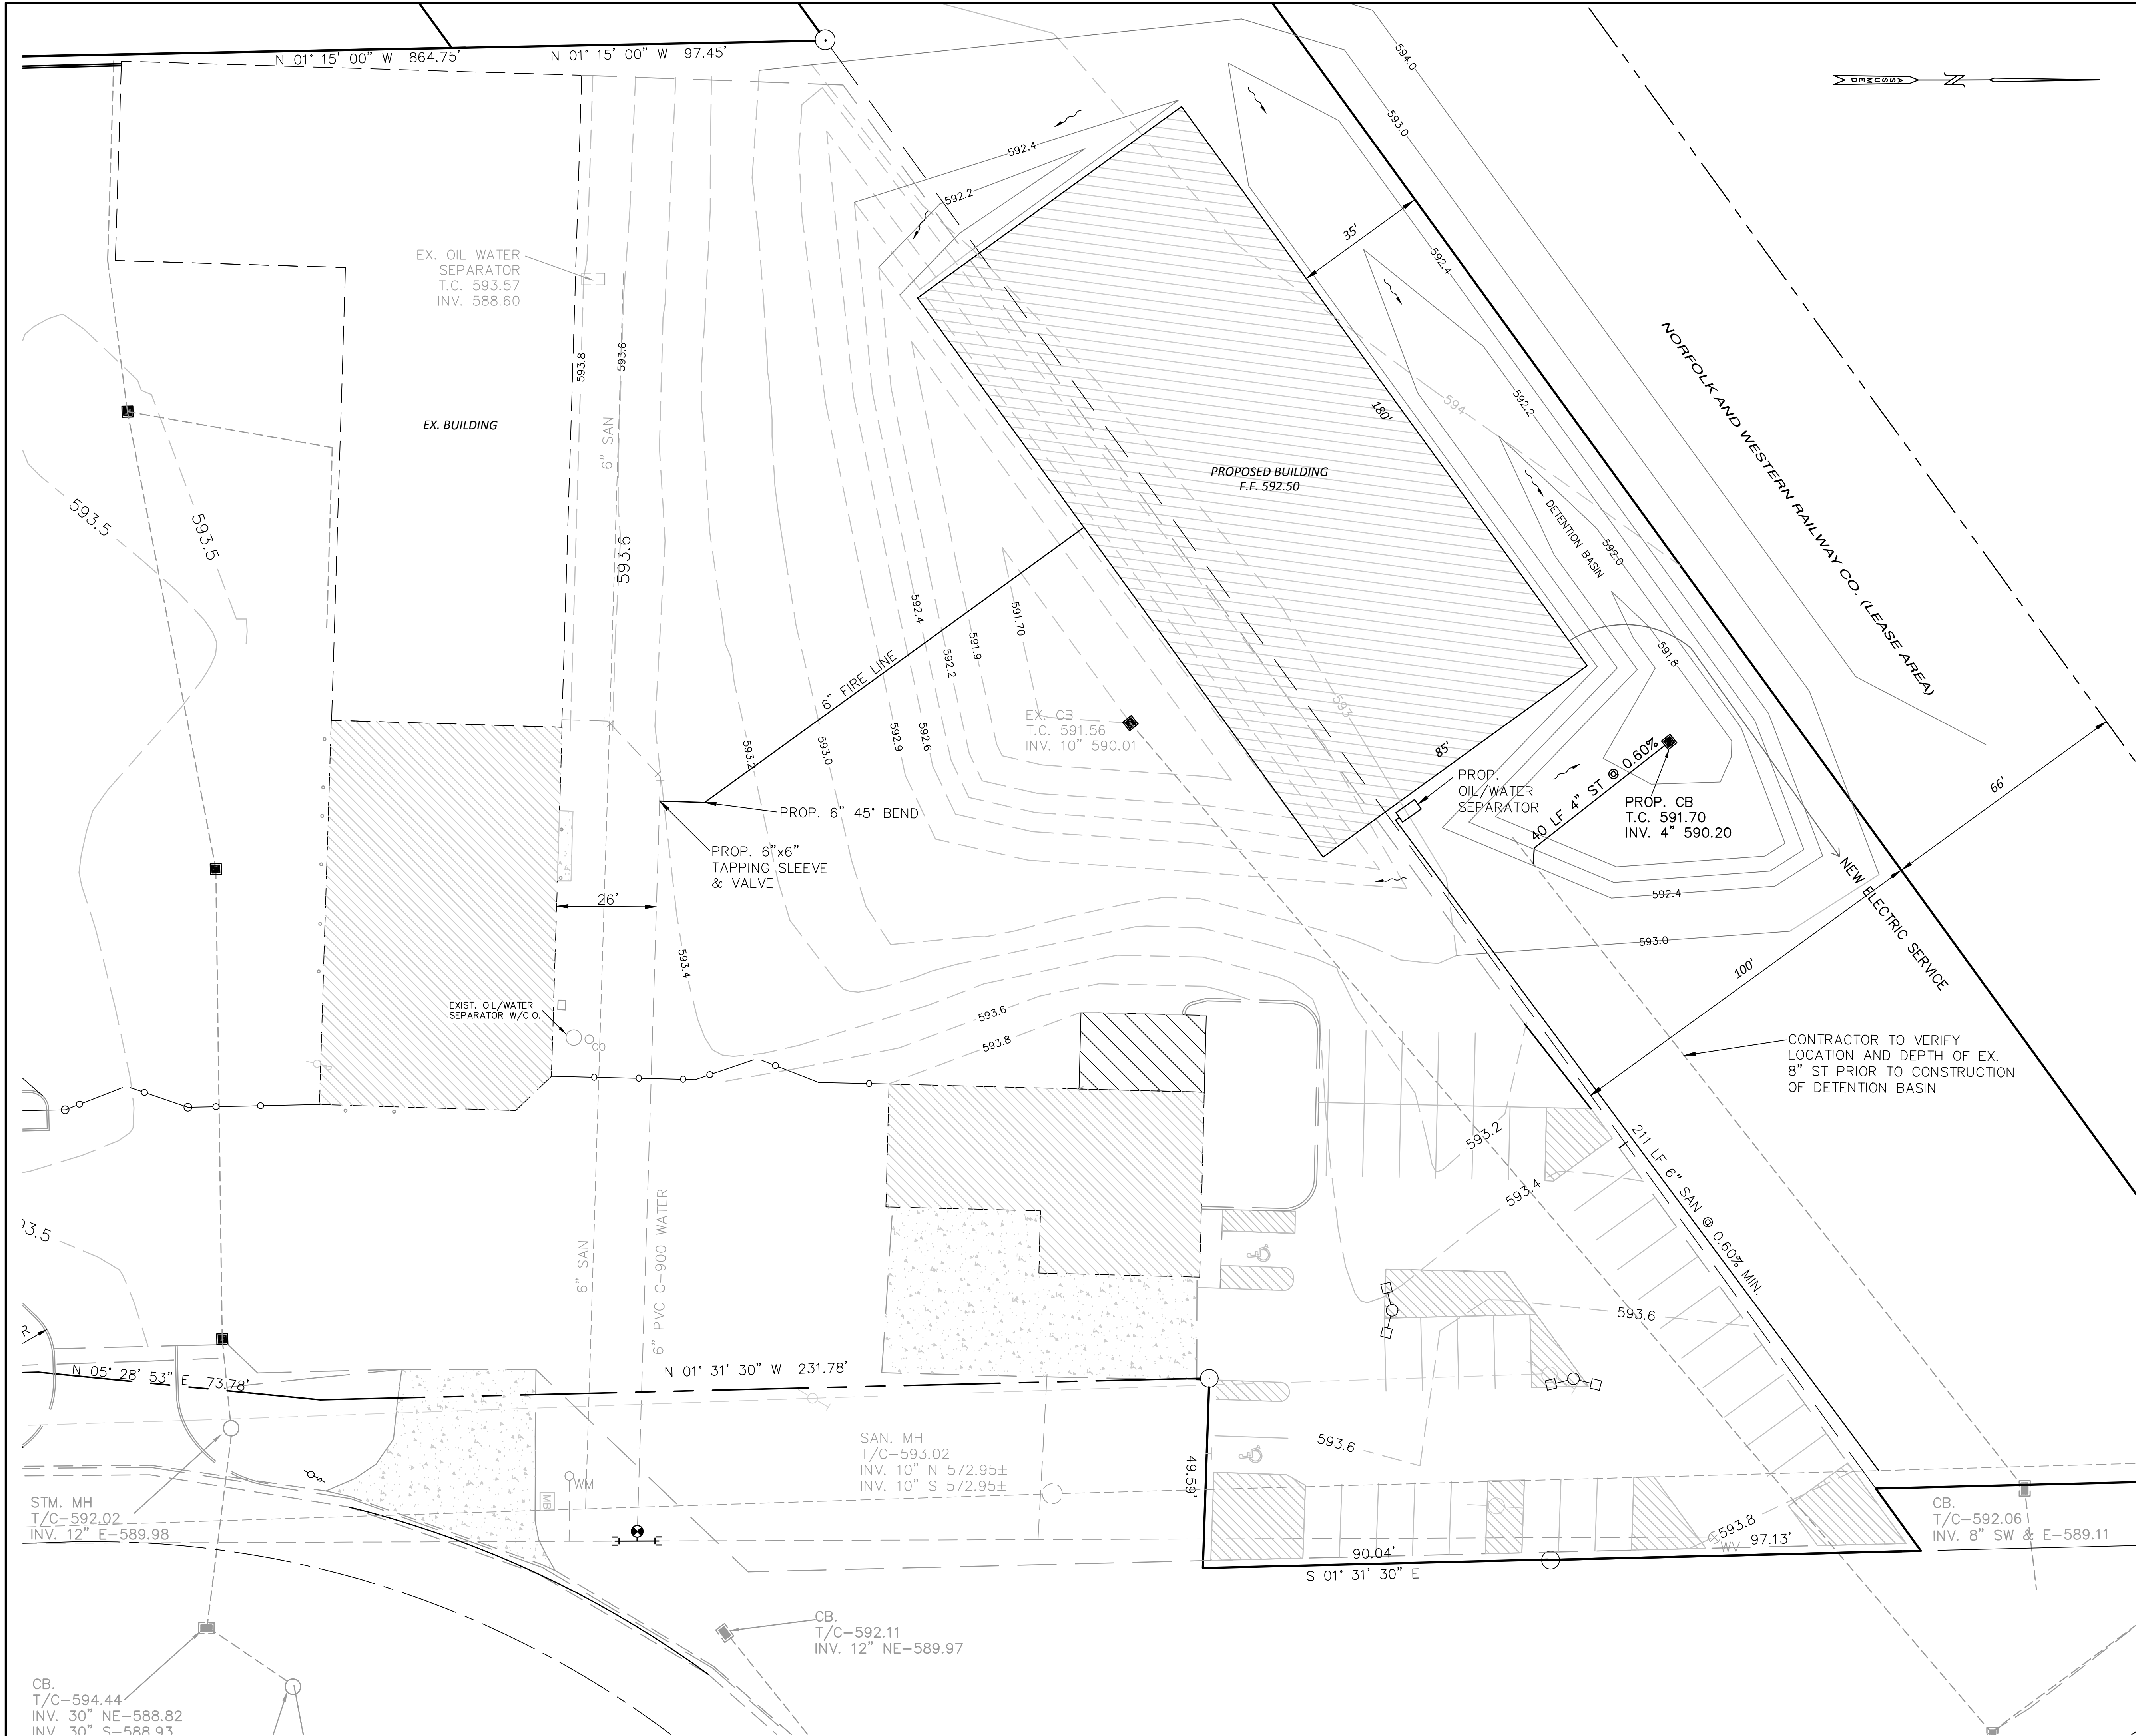 N 01° 15' 00" W 864.75'
N 01° 15' 00" W 97.45'
594.0
593.0
ASSUMED
N
592.4
592.2
35'
592.4
EX. OIL WATER
SEPARATOR
T.C. 593.57
INV. 588.60
593.8
593.6
6" SAN
EX. BUILDING
593.5
593.5
593.6
180'
594
592.2
NORFOLK AND WESTERN RAILWAY CO. (LEASE AREA)
PROPOSED BUILDING
F.F. 592.50
DETENTION BASIN
592.0
591.8
592.4
592.2
591.9
591.70
6" FIRE LINE
593.2
593.0
592.9
592.6
EX. CB
T.C. 591.56
INV. 10" 590.01
593
85'
PROP.
OIL/WATER
SEPARATOR
40 LF 4" ST @ 0.60%
PROP. CB
T.C. 591.70
INV. 4" 590.20
66'
PROP. 6" 45° BEND
PROP. 6"x6"
TAPPING SLEEVE
& VALVE
26'
592.4
NEW ELECTRIC SERVICE
593.0
100'
593.4
EXIST. OIL/WATER
SEPARATOR W/C.O.
CO
593.6
593.8
CONTRACTOR TO VERIFY
LOCATION AND DEPTH OF EX.
8" ST PRIOR TO CONSTRUCTION
OF DETENTION BASIN
593.2
593.4
211 LF 6" SAN @ 0.60% MIN.
93.5
6" SAN
6" PVC C-900 WATER
593.6
R
N 05° 28' 53" E 73.78'
N 01° 31' 30" W 231.78'
593.6
49.59'
SAN. MH
T/C-593.02
INV. 10" N 572.95±
INV. 10" S 572.95±
WM
MB
STM. MH
T/C-592.02
INV. 12" E-589.98
CB.
T/C-592.06
INV. 8" SW & E-589.11
593.8
WV
97.13'
90.04'
S 01° 31' 30" E
CB.
T/C-592.11
INV. 12" NE-589.97
CB.
T/C-594.44
INV. 30" NE-588.82
INV. 30" S-588.93